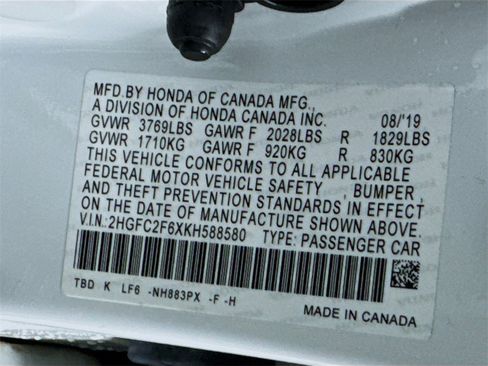 MFD.BY HONDA OF CANADA MFG.,
A DIVISION OF HONDA CANADA INC. 08/'19
GVWR 3769LBS GAWR F 2028LBS R 1829LBS
GVWR 1710KG GAWR F 920KG R 830KG
THIS VEHICLE CONFORMS TO ALL APPLICABLE
FEDERAL MOTOR VEHICLE SAFETY , BUMPER,
AND THEFT PREVENTION STANDARDS IN EFFECT
ON THE DATE OF MANUFACTURE SHOWN ABOVE.
V.I.N.:2HGFC2F6XKH588580 TYPE: PASSENGER CAR
TBD K LF6 -NH883PX -F -H
MADE IN CANADA